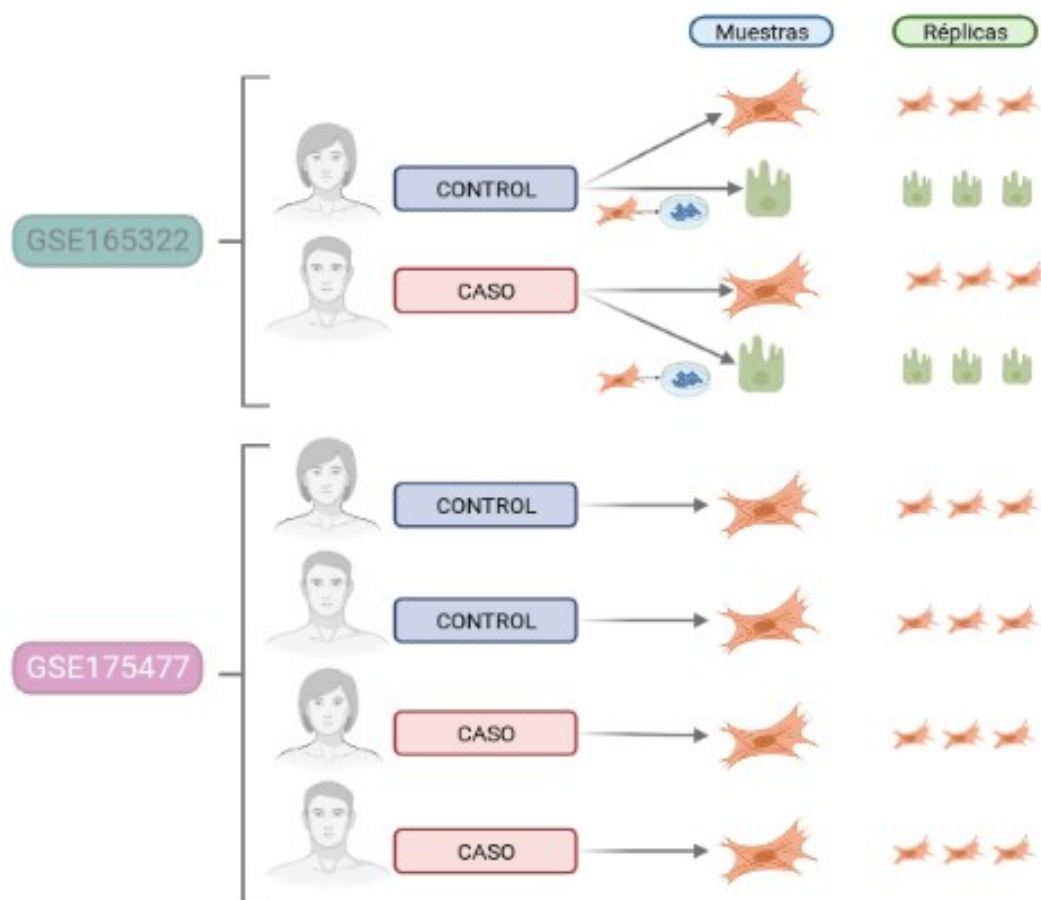 Muestras
Réplicas
CONTROL
GSE165322
CASO
CONTROL
CONTROL
GSE175477
CASO
CASO